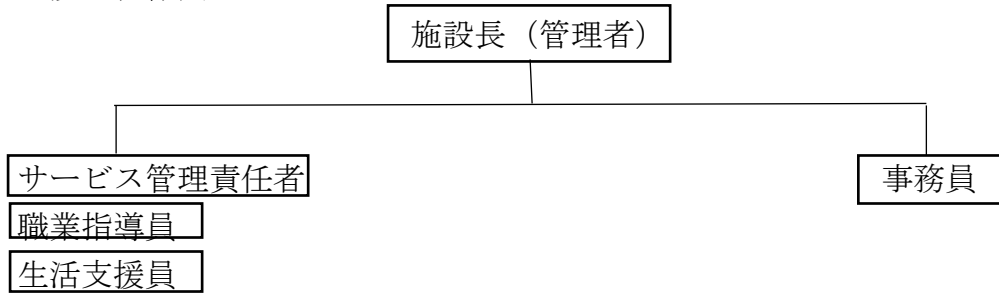 施設長（管理者）
サービス管理責任者
事務員
職業指導員
生活支援員